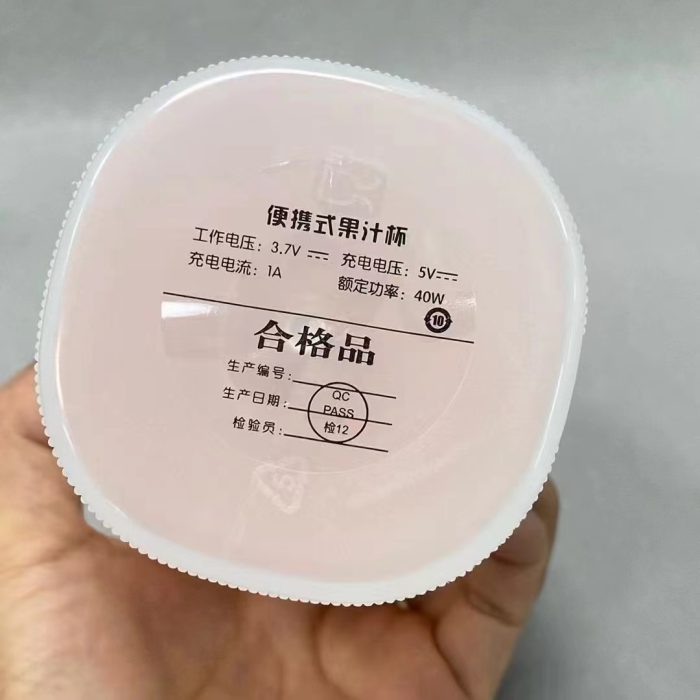 便携式果汁杯
工作电压：3.7V⎓ 充电电压：5V⎓
充电电流：1A 额定功率：40W
10
合格品
生产编号：
生产日期：
检验员：
QC
PASS
检12